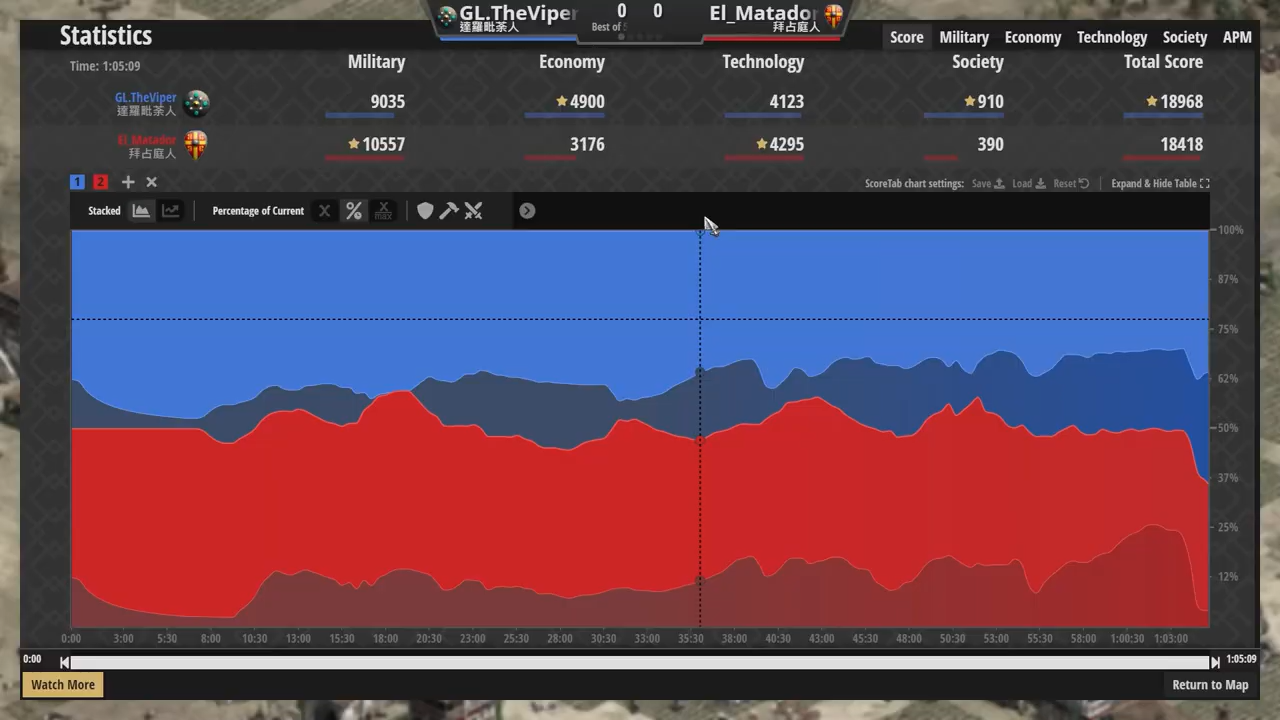 GL.TheViper 0 0 El_Matador
達羅毗荼人 Best of 拜占庭人
Statistics
Score Military Economy Technology Society APM
Time: 1:05:09
Military Economy Technology Society Total Score
GL.TheViper
達羅毗荼人
9035 4900 4123 910 18968
El_Matador
拜占庭人
10557 3176 4295 390 18418
1 2
ScoreTab chart settings: Save Load Reset Expand & Hide Table
Stacked Percentage of Current X % X max
100%
87%
75%
62%
50%
37%
25%
12%
0:00 3:00 5:30 8:00 10:30 13:00 15:30 18:00 20:30 23:00 25:30 28:00 30:30 33:00 35:30 38:00 40:30 43:00 45:30 48:00 50:30 53:00 55:30 58:00 1:00:30 1:03:00
0:00 1:05:09
Watch More Return to Map